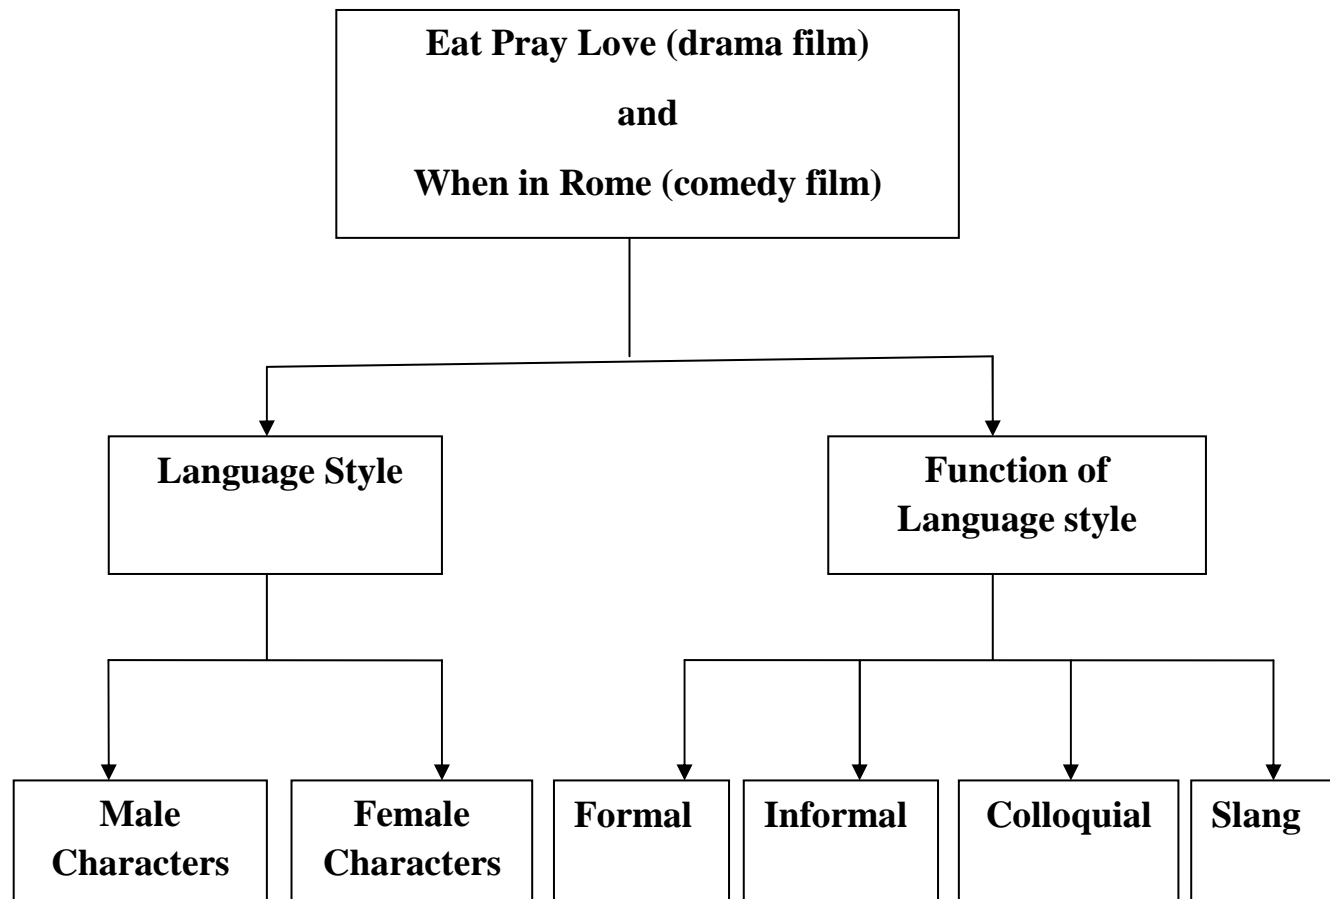 Eat Pray Love (drama film)
and
When in Rome (comedy film)
Language Style
Function of
Language style
Male
Characters
Female
Characters
Formal
Informal
Colloquial
Slang